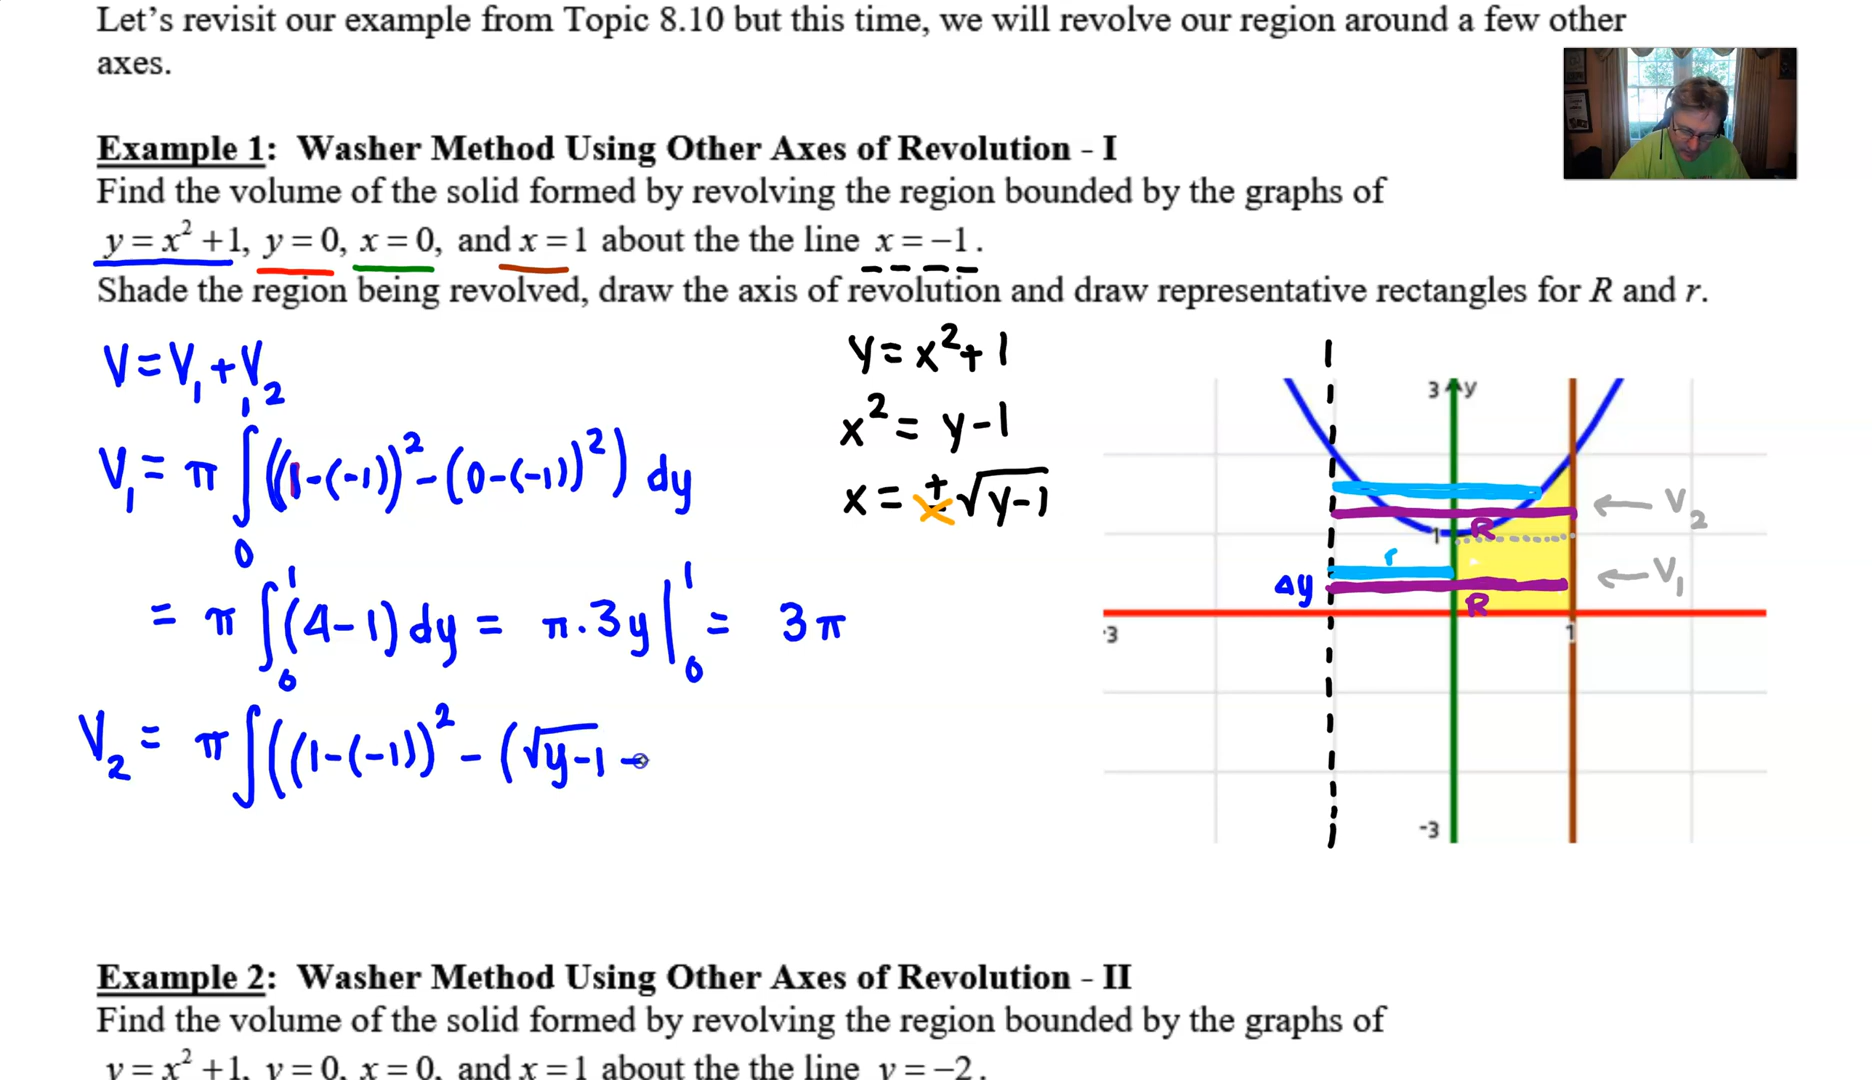 Let's revisit our example from Topic 8.10 but this time, we will revolve our region around a few other
axes.
Example 1: Washer Method Using Other Axes of Revolution - I
Find the volume of the solid formed by revolving the region bounded by the graphs of
y = x² + 1, y = 0, x = 0, and x = 1 about the the line x = −1.
Shade the region being revolved, draw the axis of revolution and draw representative rectangles for R and r.
V = V₁ + V₂
V₁ = π ∫₀¹ ((1-(-1))² - (0-(-1))²) dy
= π ∫₀¹ (4-1) dy = π · 3y |₀¹ = 3π
V₂ = π ∫ ((1-(-1))² - (√y-1 -
y = x² + 1
x² = y - 1
x = ± √y-1
3 y
V₂
1 R
r
Δy
V₁
R
-3 1
-3
Example 2: Washer Method Using Other Axes of Revolution - II
Find the volume of the solid formed by revolving the region bounded by the graphs of
y = x² + 1, y = 0, x = 0, and x = 1 about the the line y = −2.